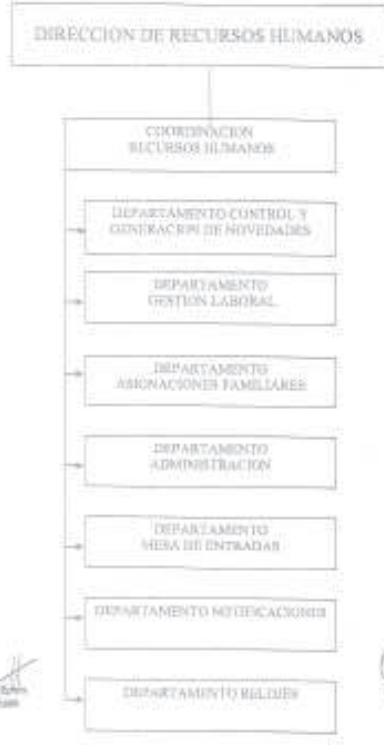 DIRECCION DE RECURSOS HUMANOS
COORDINACION
RECURSOS HUMANOS
DEPARTAMENTO CONTROL Y
GENERACION DE NOVEDADES
DEPARTAMENTO
GESTION LABORAL
DEPARTAMENTO
ASIGNACIONES FAMILIARES
DEPARTAMENTO
ADMINISTRACION
DEPARTAMENTO
MESA DE ENTRADAS
DEPARTAMENTO NOTIFICACIONES
DEPARTAMENTO RELOJES